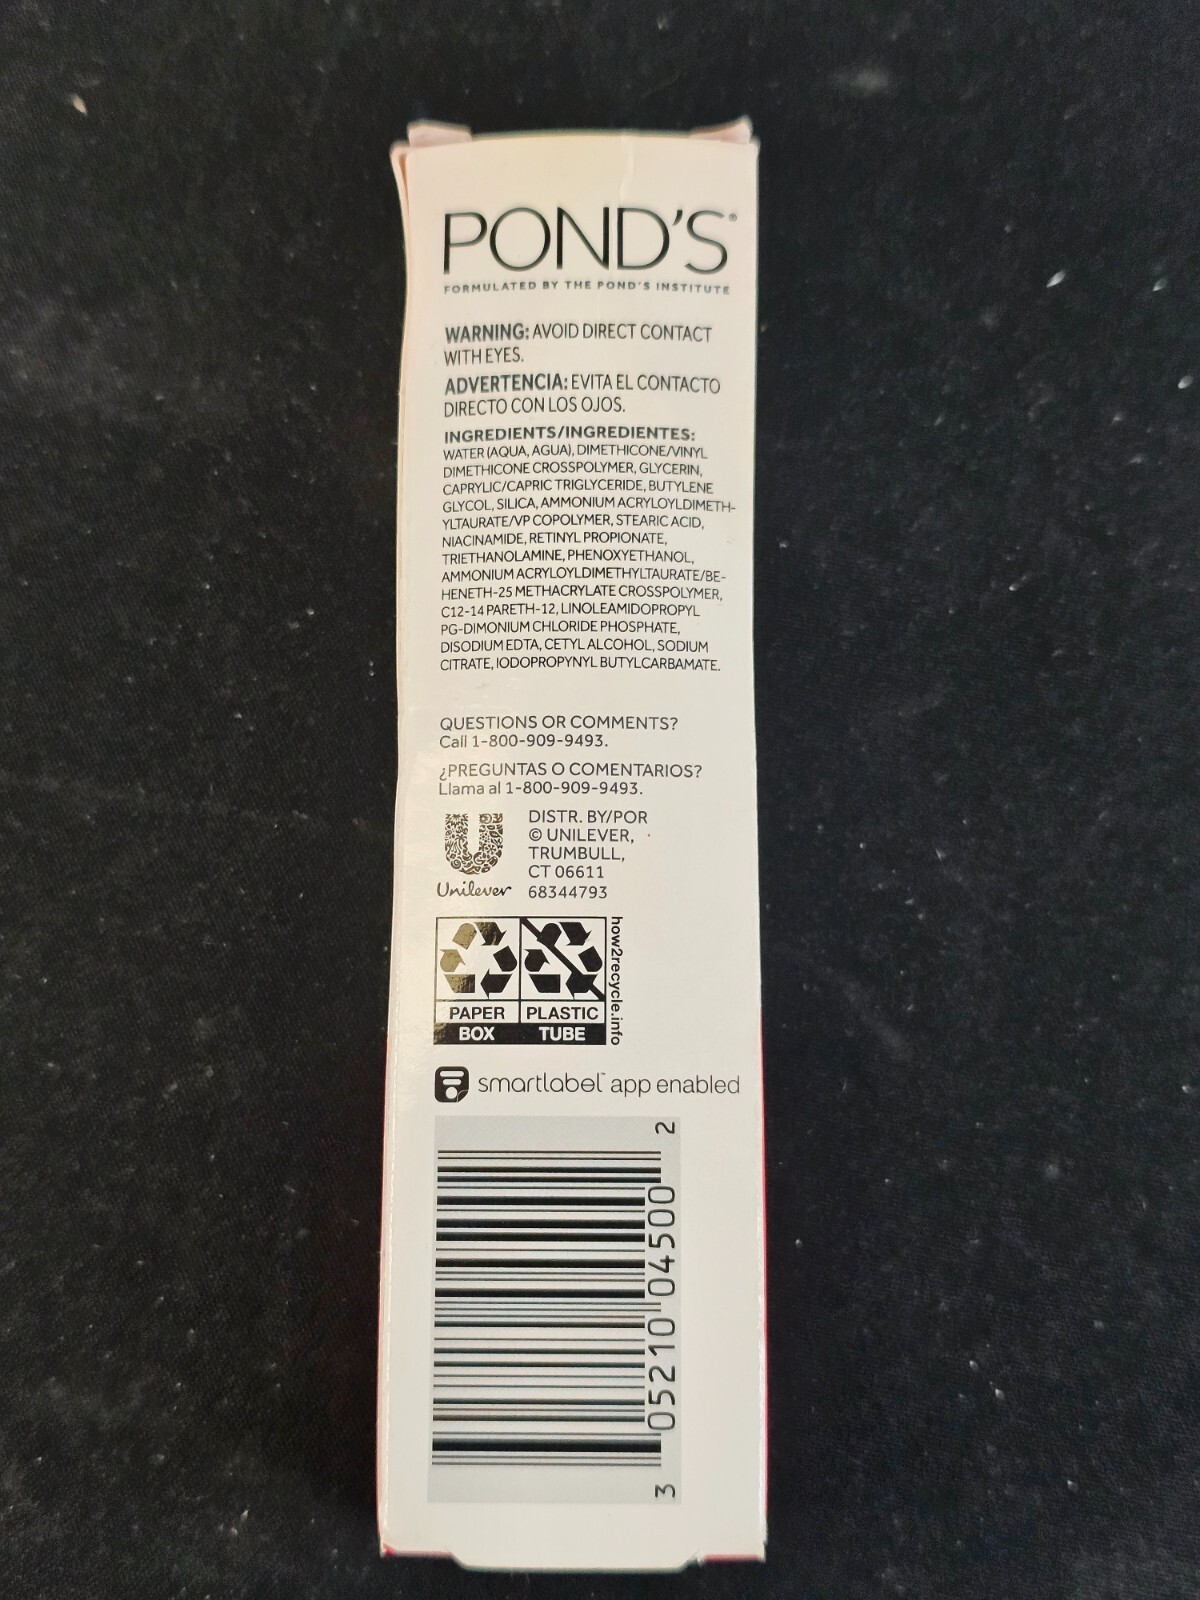 POND'S®
FORMULATED BY THE POND'S INSTITUTE
WARNING: AVOID DIRECT CONTACT
WITH EYES.
ADVERTENCIA: EVITA EL CONTACTO
DIRECTO CON LOS OJOS.
INGREDIENTS/INGREDIENTES:
WATER (AQUA, AGUA), DIMETHICONE/VINYL
DIMETHICONE CROSSPOLYMER, GLYCERIN,
CAPRYLIC/CAPRIC TRIGLYCERIDE, BUTYLENE
GLYCOL, SILICA, AMMONIUM ACRYLOYLDIMETH-
YLTAURATE/VP COPOLYMER, STEARIC ACID,
NIACINAMIDE, RETINYL PROPIONATE,
TRIETHANOLAMINE, PHENOXYETHANOL,
AMMONIUM ACRYLOYLDIMETHYLTAURATE/BE-
HENETH-25 METHACRYLATE CROSSPOLYMER,
C12-14 PARETH-12, LINOLEAMIDOPROPYL
PG-DIMONIUM CHLORIDE PHOSPHATE,
DISODIUM EDTA, CETYL ALCOHOL, SODIUM
CITRATE, IODOPROPYNYL BUTYLCARBAMATE.
QUESTIONS OR COMMENTS?
Call 1-800-909-9493.
¿PREGUNTAS O COMENTARIOS?
Llama al 1-800-909-9493.
DISTR. BY/POR
© UNILEVER,
TRUMBULL,
CT 06611
68344793
Unilever
PAPER
BOX
PLASTIC
TUBE
how2recycle.info
smartlabel™ app enabled
3 05210 04500 2